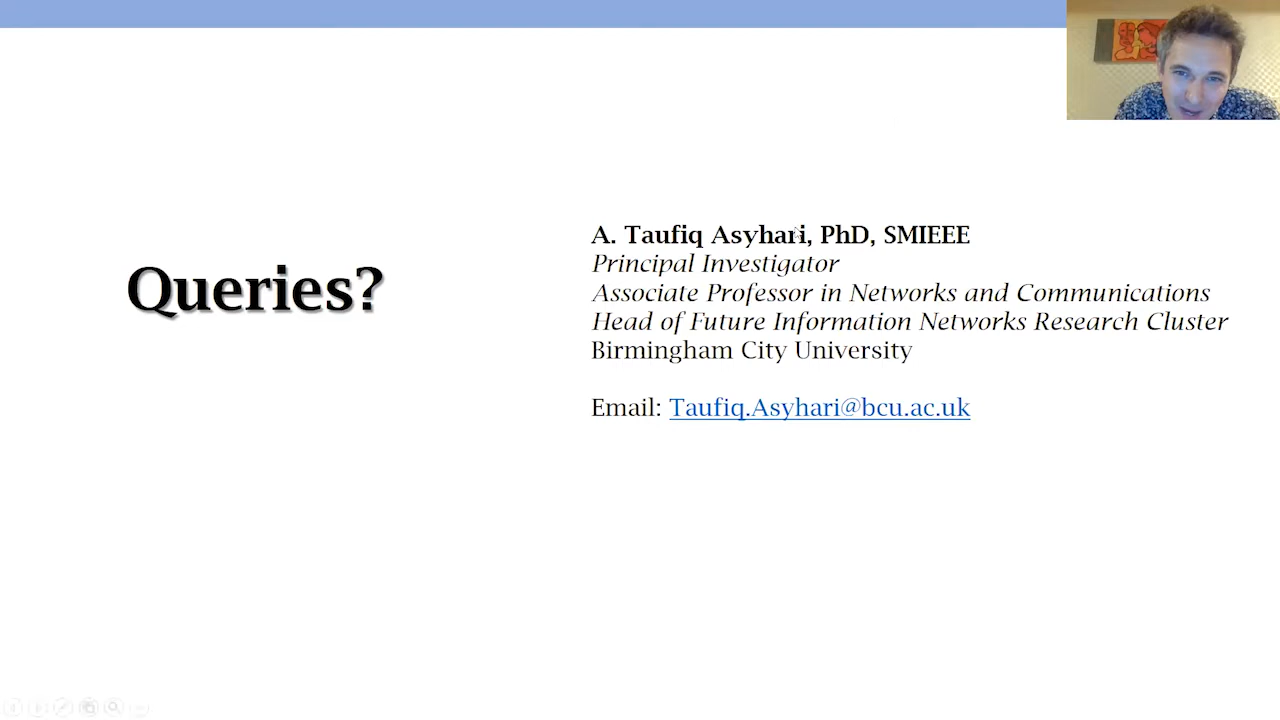 Queries?
A. Taufiq Asyhari, PhD, SMIEEE
Principal Investigator
Associate Professor in Networks and Communications
Head of Future Information Networks Research Cluster
Birmingham City University
Email: Taufiq.Asyhari@bcu.ac.uk